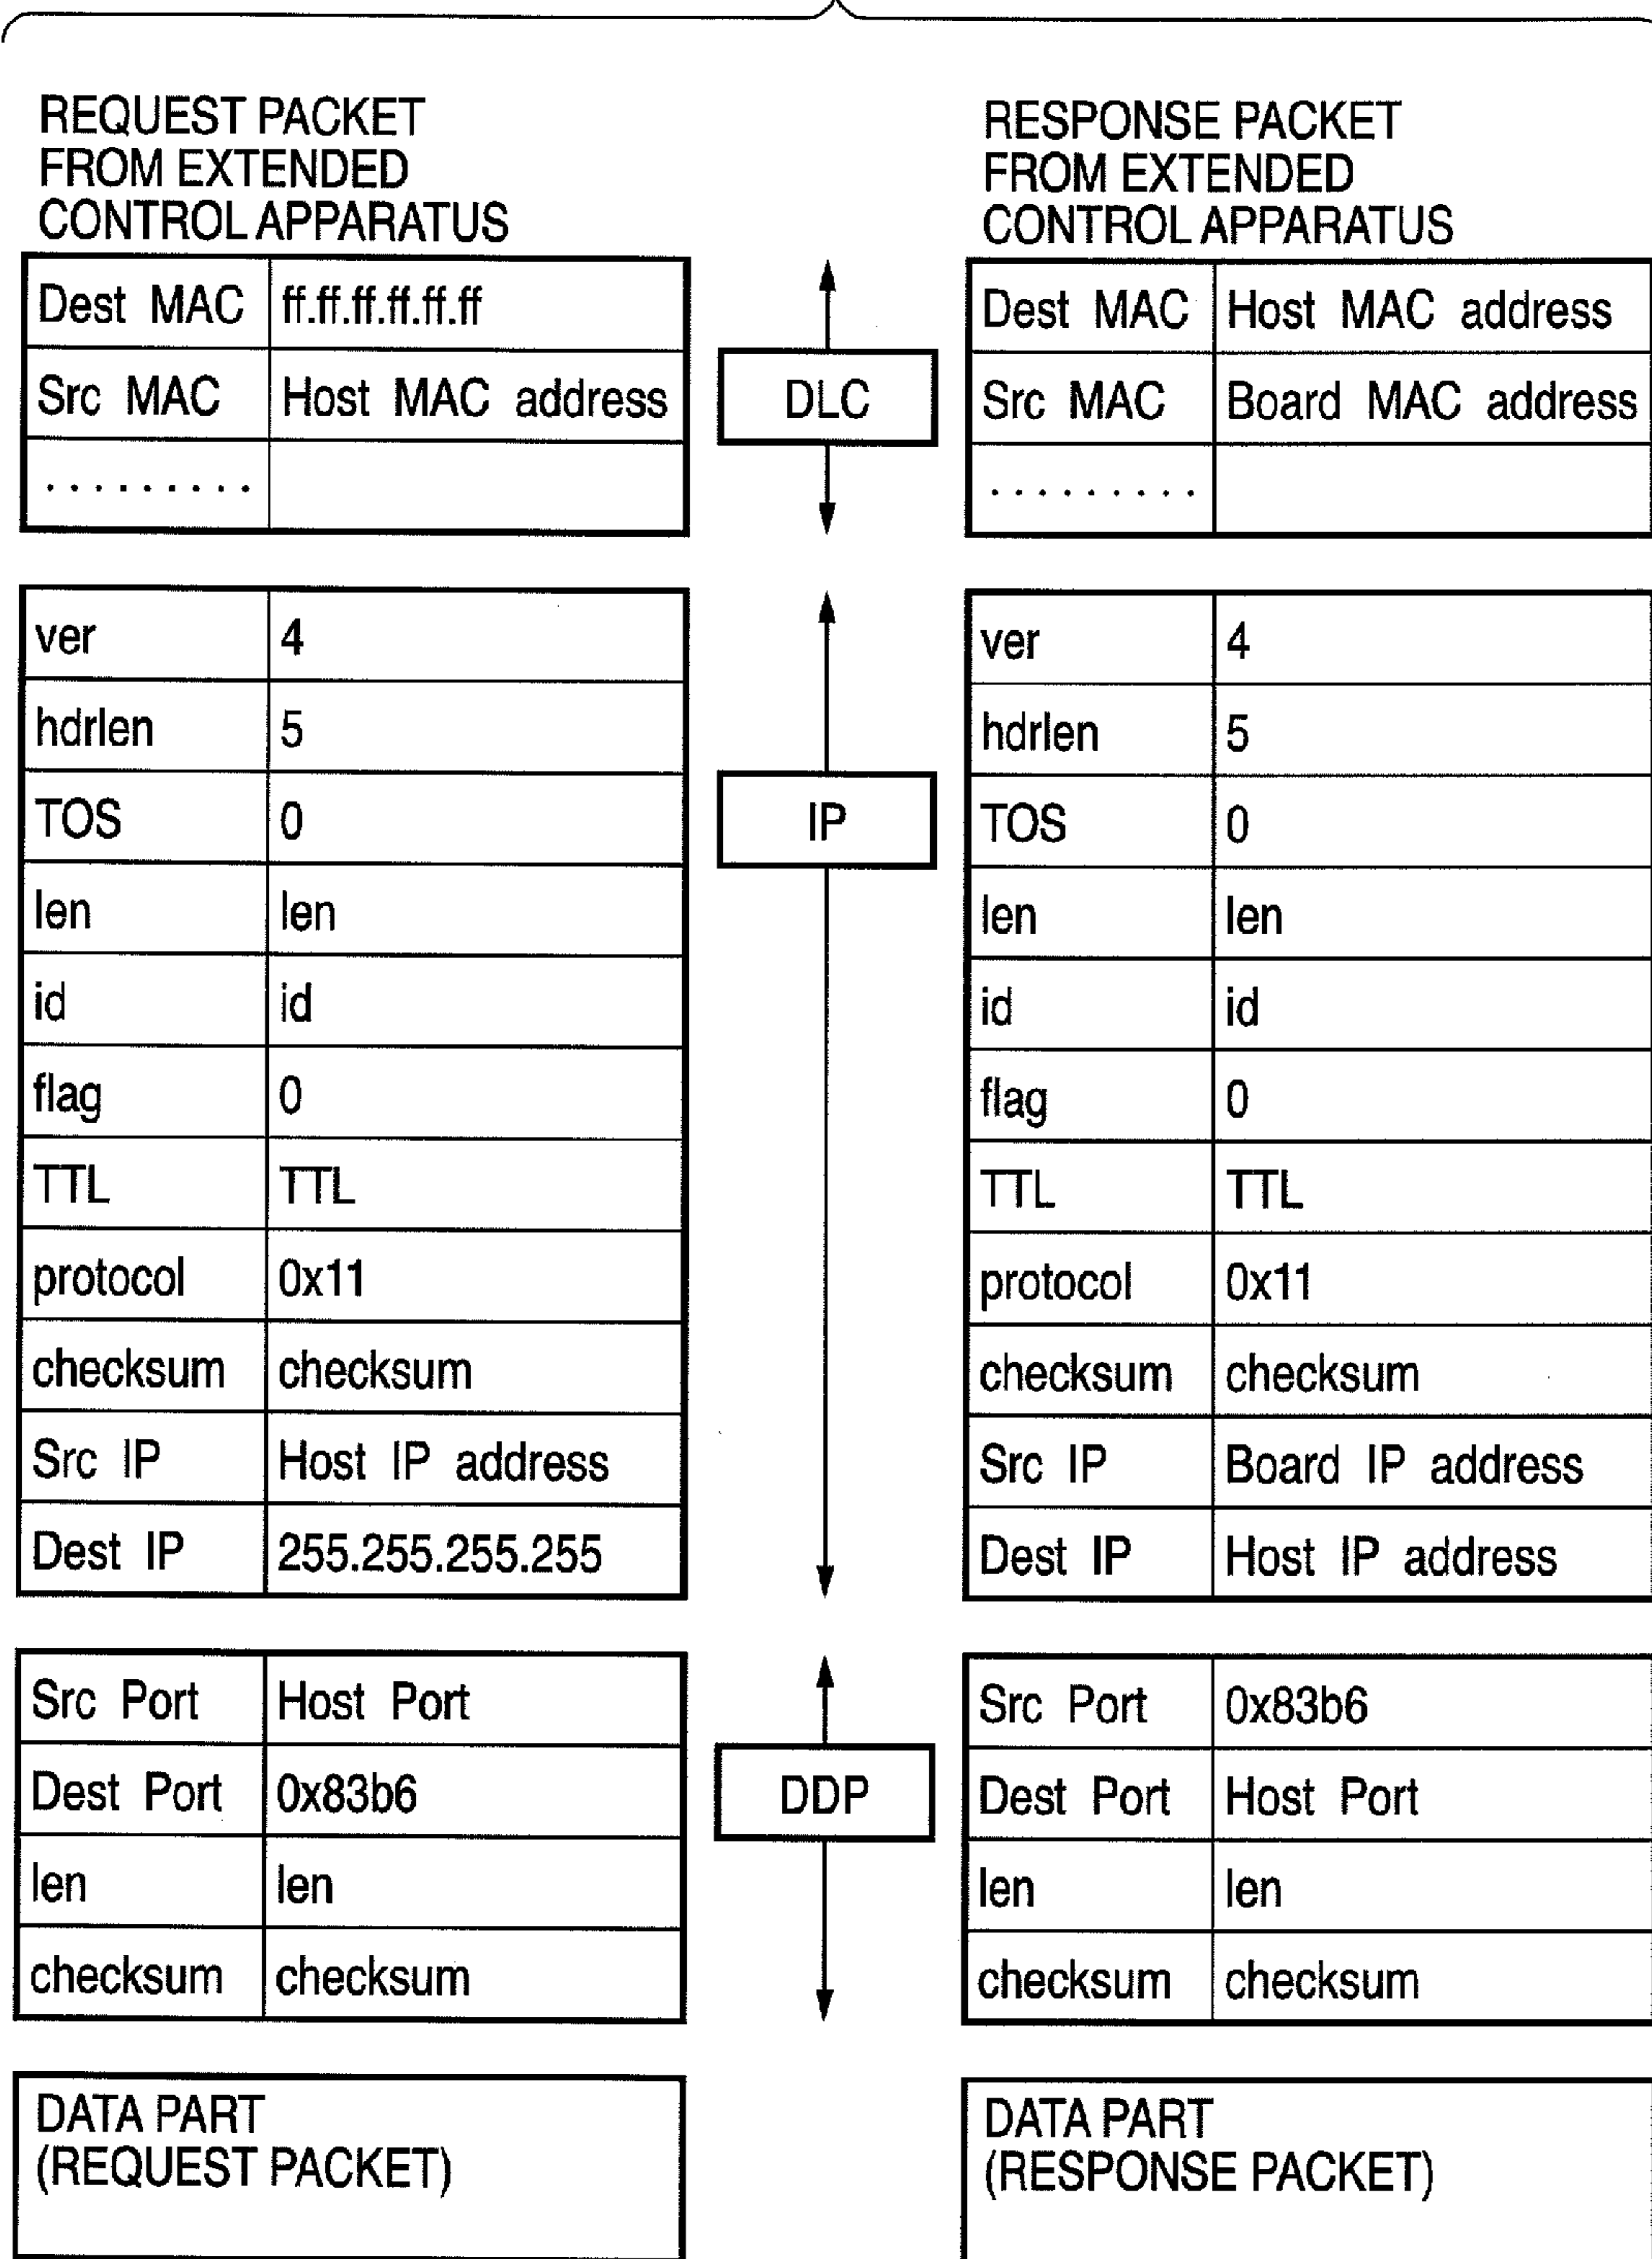 REQUEST PACKET
FROM EXTENDED
CONTROL APPARATUS
Dest MAC ff.ff.ff.ff.ff.ff
Src MAC Host MAC address
.........
DLC
RESPONSE PACKET
FROM EXTENDED
CONTROL APPARATUS
Dest MAC Host MAC address
Src MAC Board MAC address
.........
ver 4
hdrlen 5
TOS 0
len len
id id
flag 0
TTL TTL
protocol 0x11
checksum checksum
Src IP Host IP address
Dest IP 255.255.255.255
IP
ver 4
hdrlen 5
TOS 0
len len
id id
flag 0
TTL TTL
protocol 0x11
checksum checksum
Src IP Board IP address
Dest IP Host IP address
Src Port Host Port
Dest Port 0x83b6
len len
checksum checksum
DDP
Src Port 0x83b6
Dest Port Host Port
len len
checksum checksum
DATA PART
(REQUEST PACKET)
DATA PART
(RESPONSE PACKET)